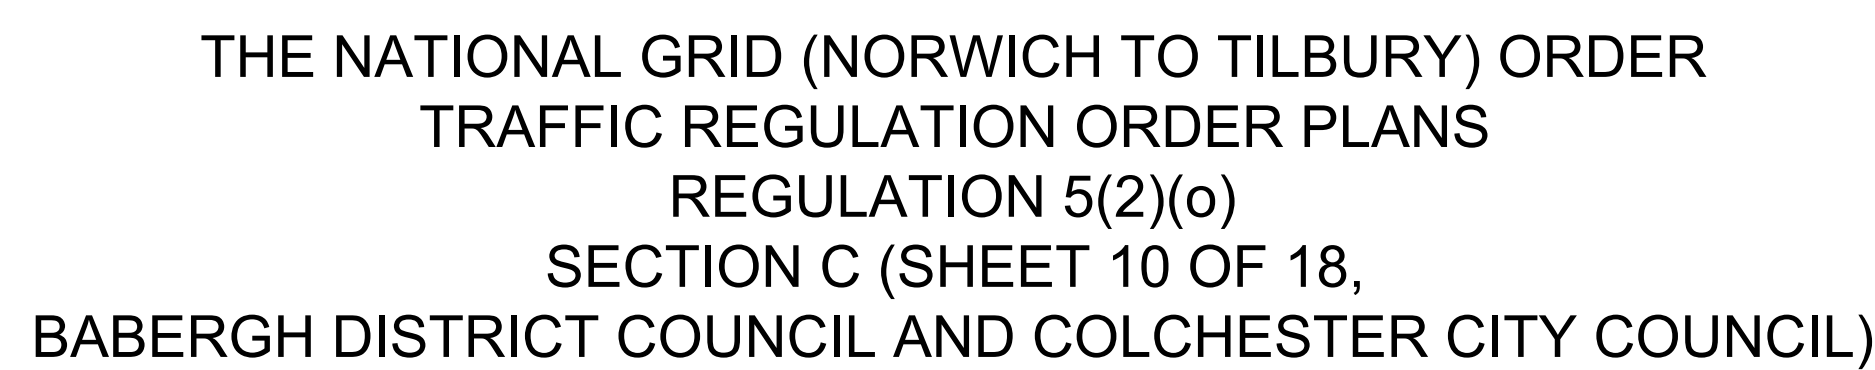 THE NATIONAL GRID (NORWICH TO TILBURY) ORDER
TRAFFIC REGULATION ORDER PLANS
REGULATION 5(2)(o)
SECTION C (SHEET 10 OF 18,
BABERGH DISTRICT COUNCIL AND COLCHESTER CITY COUNCIL)